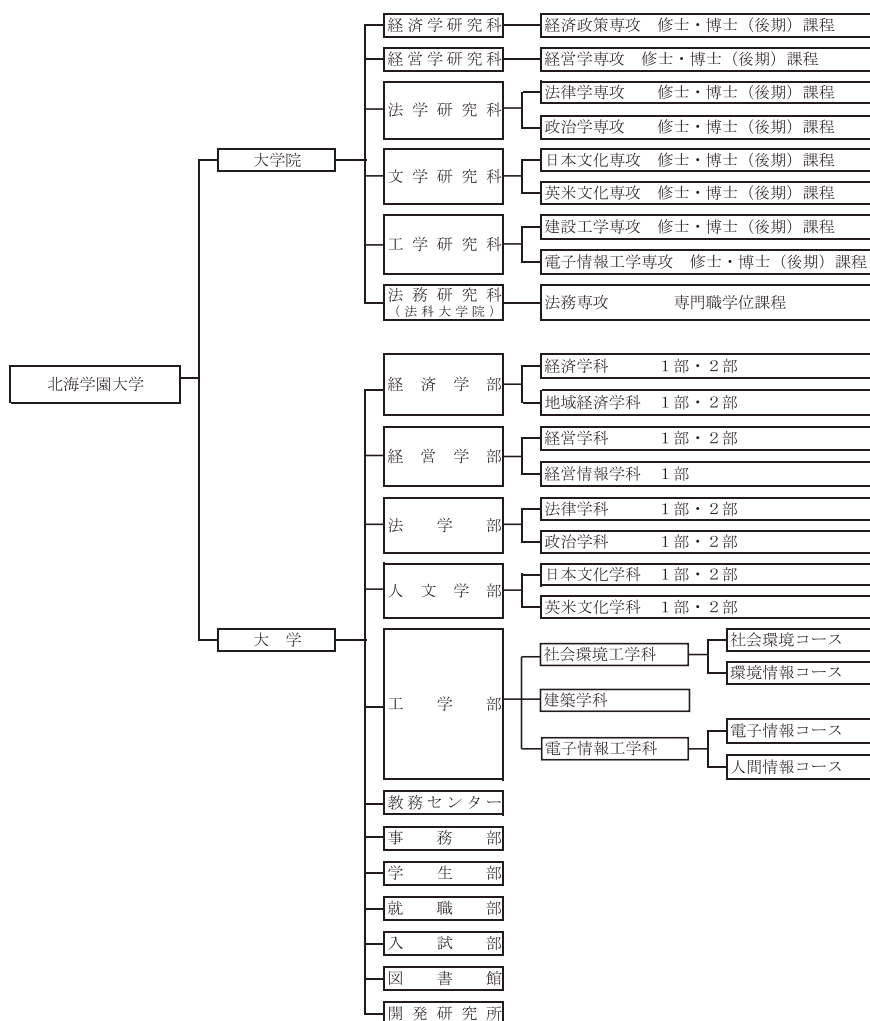 北海学園大学
大学院
経済学研究科
経済政策専攻　修士・博士（後期）課程
経営学研究科
経営学専攻　修士・博士（後期）課程
法学研究科
法律学専攻　修士・博士（後期）課程
政治学専攻　修士・博士（後期）課程
文学研究科
日本文化専攻　修士・博士（後期）課程
英米文化専攻　修士・博士（後期）課程
工学研究科
建設工学専攻　修士・博士（後期）課程
電子情報工学専攻　修士・博士（後期）課程
法務研究科
（法科大学院）
法務専攻　専門職学位課程
大学
経済学部
経済学科　１部・２部
地域経済学科　１部・２部
経営学部
経営学科　１部・２部
経営情報学科　１部
法学部
法律学科　１部・２部
政治学科　１部・２部
人文学部
日本文化学科　１部・２部
英米文化学科　１部・２部
工学部
社会環境工学科
社会環境コース
環境情報コース
建築学科
電子情報工学科
電子情報コース
人間情報コース
教務センター
事務部
学生部
就職部
入試部
図書館
開発研究所